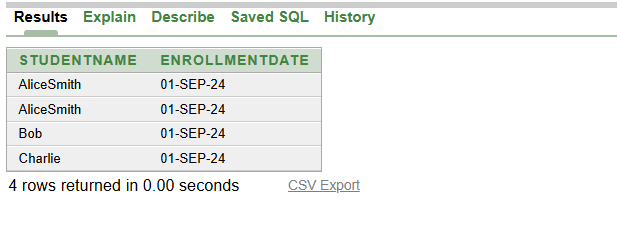 Results Explain Describe Saved SQL History
STUDENTNAME ENROLLMENTDATE
AliceSmith 01-SEP-24
AliceSmith 01-SEP-24
Bob 01-SEP-24
Charlie 01-SEP-24
4 rows returned in 0.00 seconds CSV Export